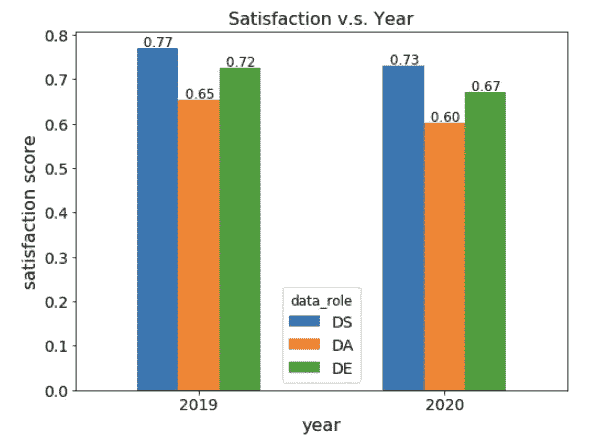 Satisfaction v.s. Year
satisfaction score
0.8
0.7
0.6
0.5
0.4
0.3
0.2
0.1
0.0
0.77
0.65
0.72
0.73
0.60
0.67
data_role
DS
DA
DE
2019
2020
year